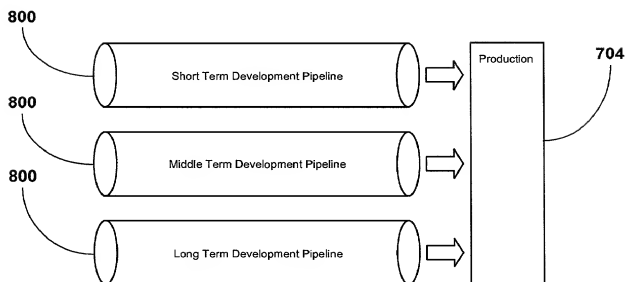 800
Short Term Development Pipeline
Production
704
800
Middle Term Development Pipeline
800
Long Term Development Pipeline